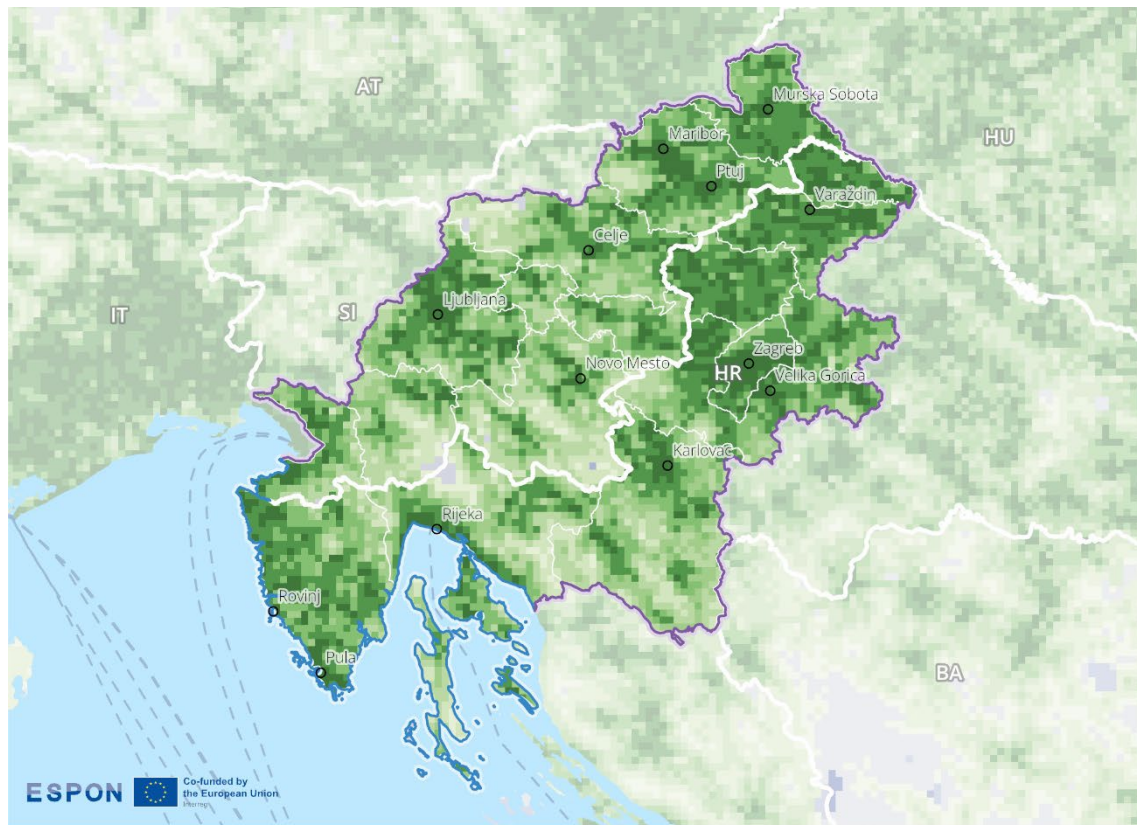 AT
Murska Sobota
HU
Maribor
Ptuj
Varaždin
Celje
IT
SI
Ljubljana
Novo Mesto
Zagreb
HR
Velika Gorica
Karlovac
Rijeka
Rovinj
Pula
BA
ESPON
Co-funded by
the European Union
Interreg